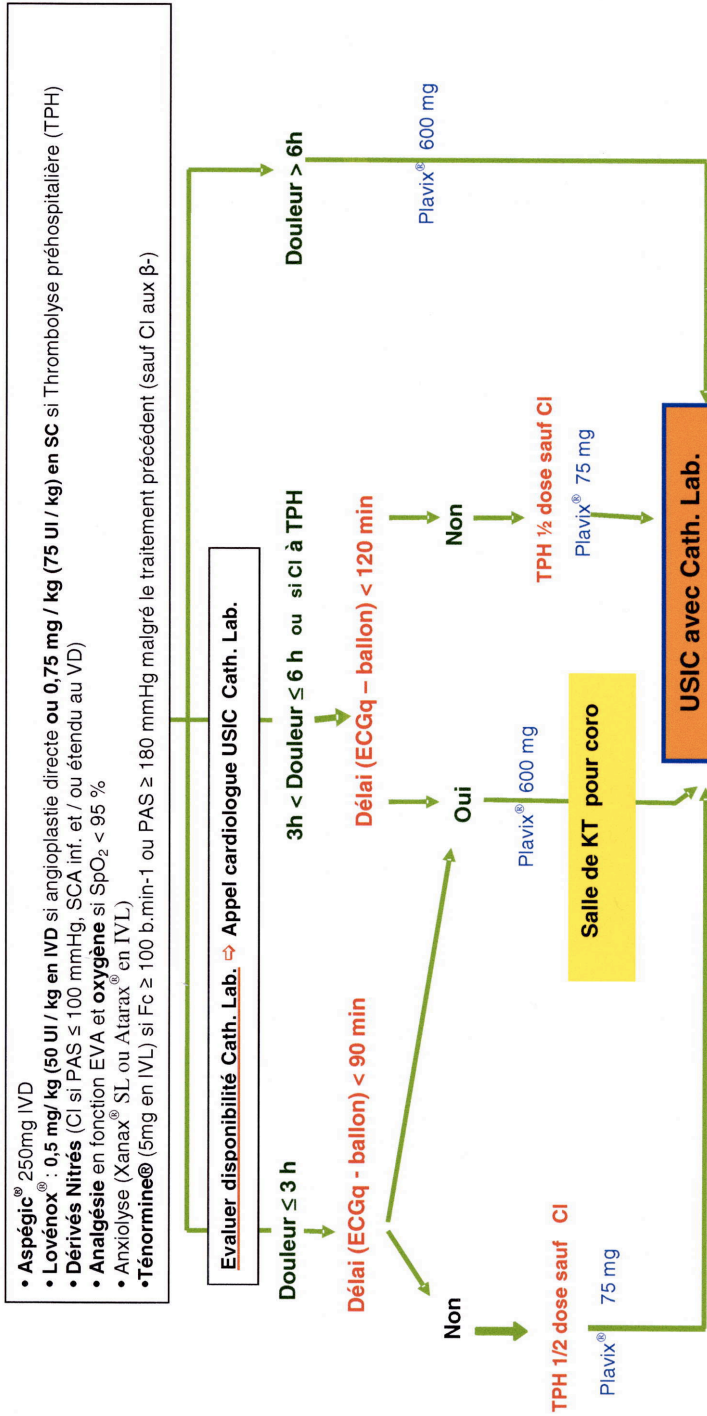 • Aspégic® 250mg IVD
• Lovénox® : 0,5 mg/ kg (50 UI / kg en IVD si angioplastie directe ou 0,75 mg / kg (75 UI / kg) en SC si Thrombolyse préhospitalière (TPH)
• Dérivés Nitrés (CI si PAS ≤ 100 mmHg, SCA inf. et / ou étendu au VD)
• Analgésie en fonction EVA et oxygène si SpO₂ < 95 %
• Anxiolyse (Xanax® SL ou Atarax® en IVL)
•Ténormine® (5mg en IVL) si Fc ≥ 100 b.min-1 ou PAS ≥ 180 mmHg malgré le traitement précédent (sauf CI aux β-)
Evaluer disponibilité Cath. Lab. ⇨ Appel cardiologue USIC Cath. Lab.
Douleur ≤ 3 h
3h < Douleur ≤ 6 h ou si CI à TPH
Douleur > 6h
Délai (ECGq - ballon) < 90 min
Délai (ECGq – ballon) < 120 min
Non
Oui
Non
TPH 1/2 dose sauf CI
Plavix® 75 mg
Plavix® 600 mg
TPH ½ dose sauf CI
Plavix® 75 mg
Plavix® 600 mg
Salle de KT pour coro
USIC avec Cath. Lab.